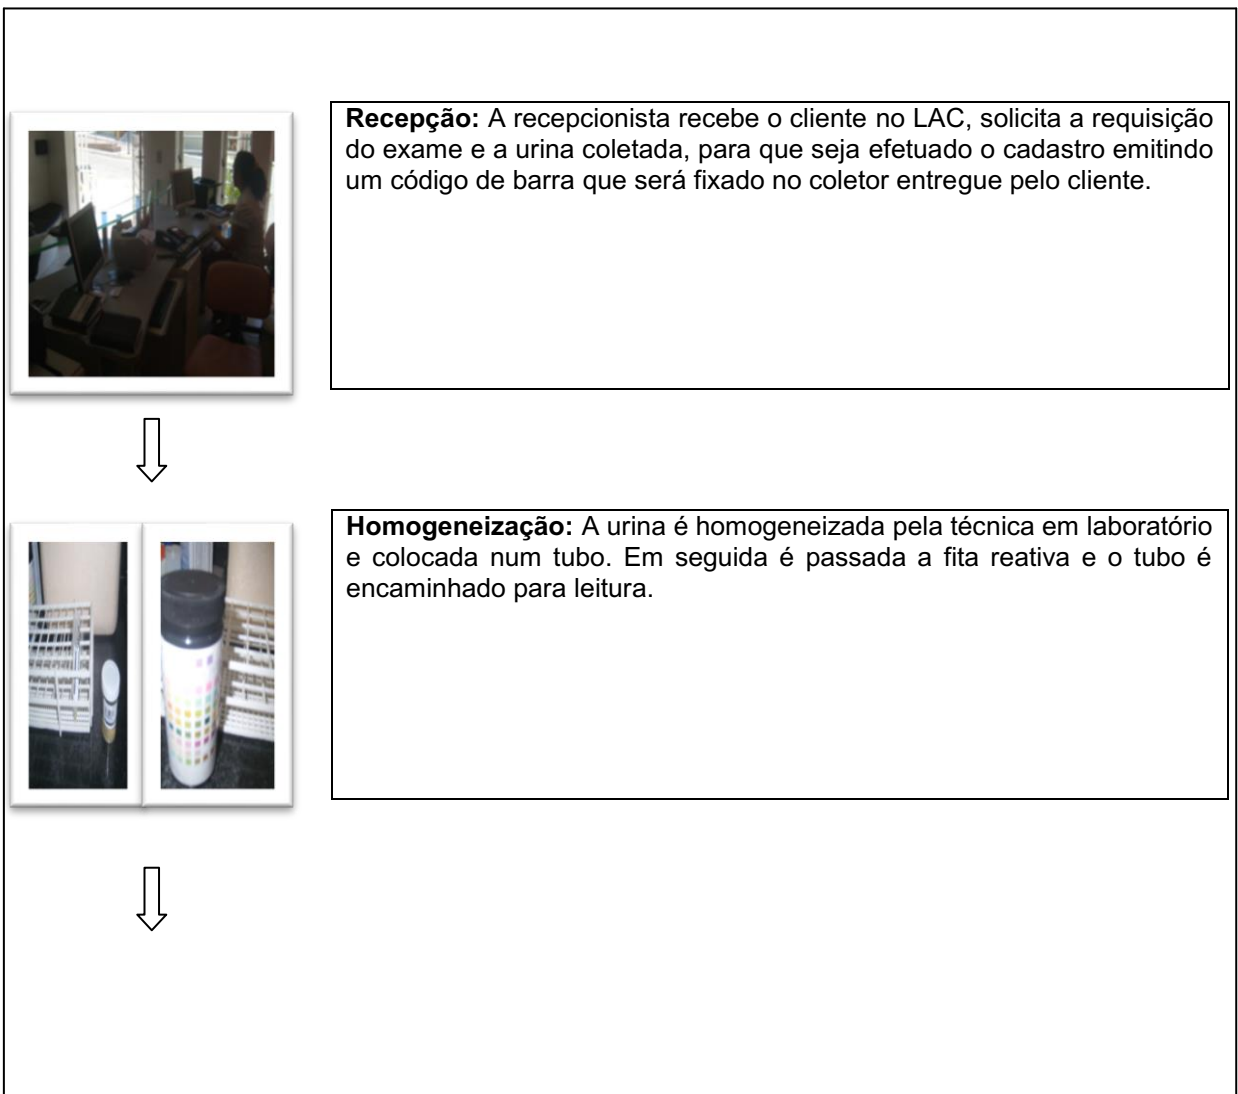 Recepção: A recepcionista recebe o cliente no LAC, solicita a requisição
do exame e a urina coletada, para que seja efetuado o cadastro emitindo
um código de barra que será fixado no coletor entregue pelo cliente.
Homogeneização: A urina é homogeneizada pela técnica em laboratório
e colocada num tubo. Em seguida é passada a fita reativa e o tubo é
encaminhado para leitura.